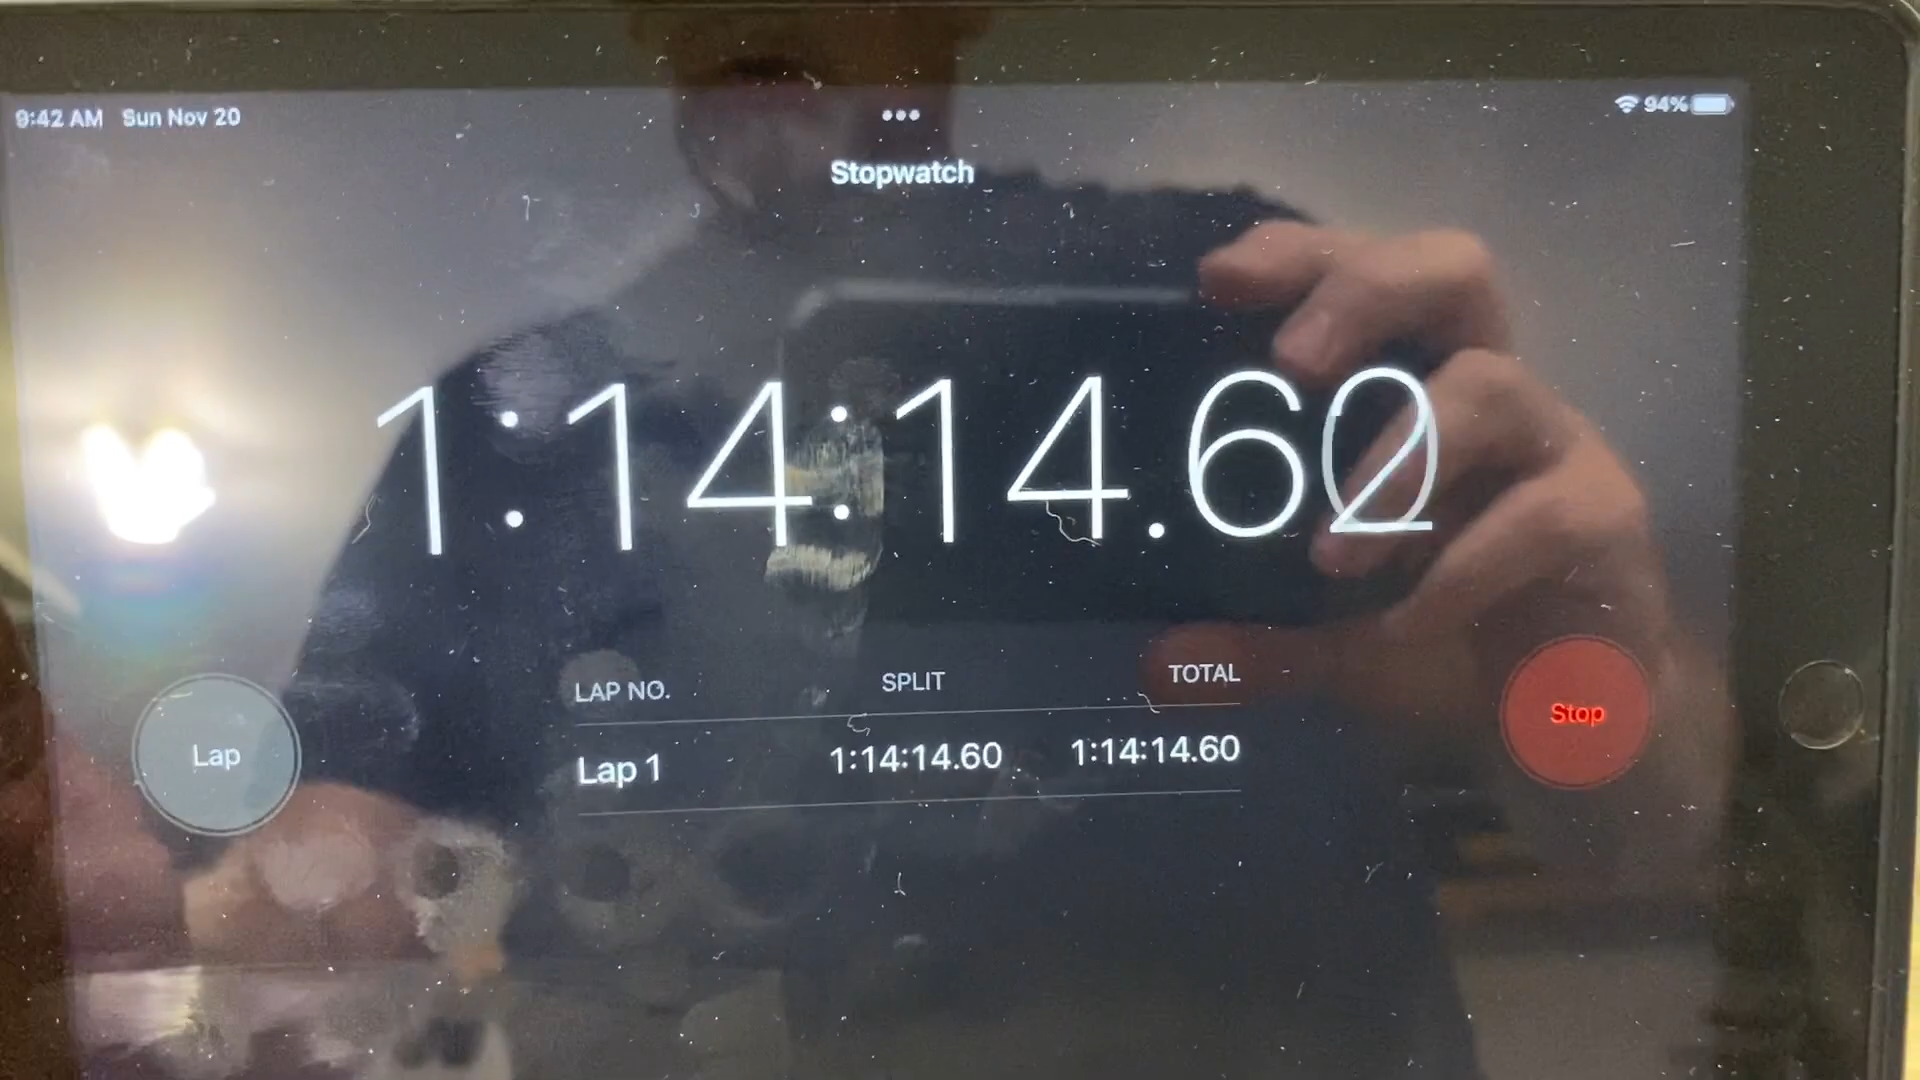 9:42 AM Sun Nov 20 94%
Stopwatch
1:14:14.6
LAP NO. SPLIT TOTAL
Lap 1 1:14:14.60 1:14:14.60
Lap Stop